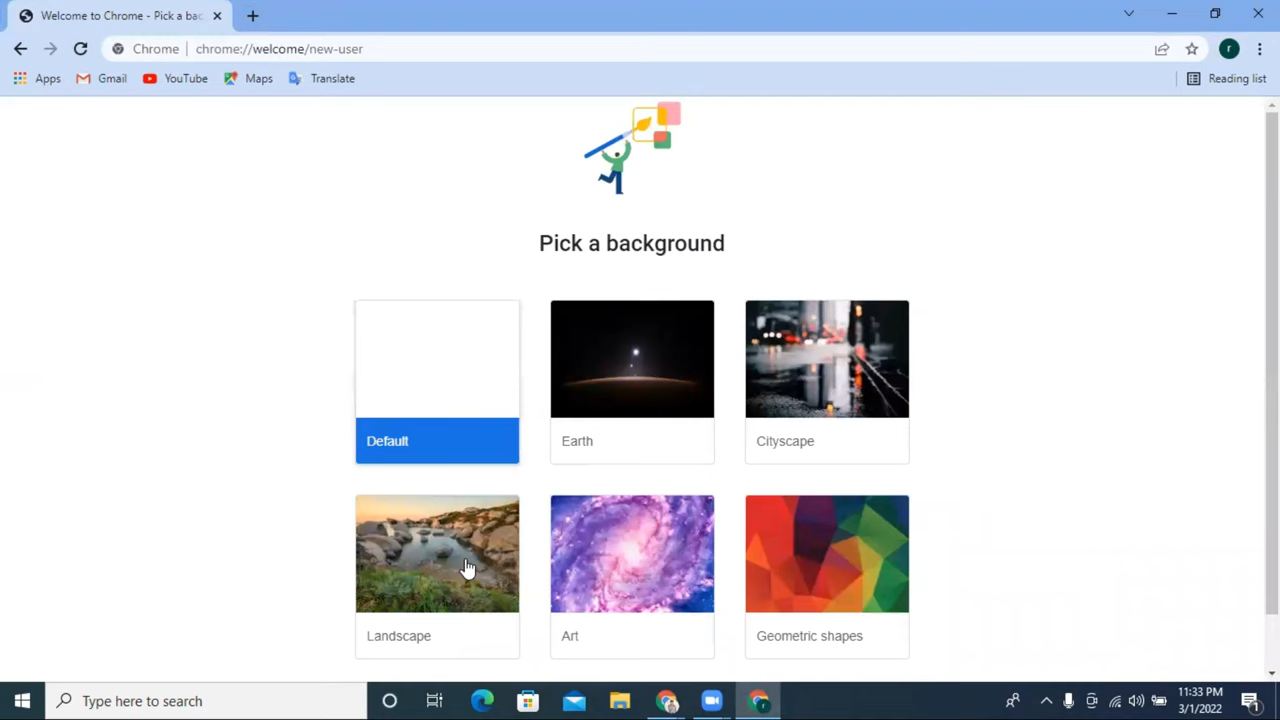 Welcome to Chrome - Pick a bac
Chrome
chrome://welcome/new-user
r
Apps
Gmail
YouTube
Maps
Translate
Reading list
Pick a background
Default
Earth
Cityscape
Landscape
Art
Geometric shapes
Type here to search
r
11:33 PM
3/1/2022
1